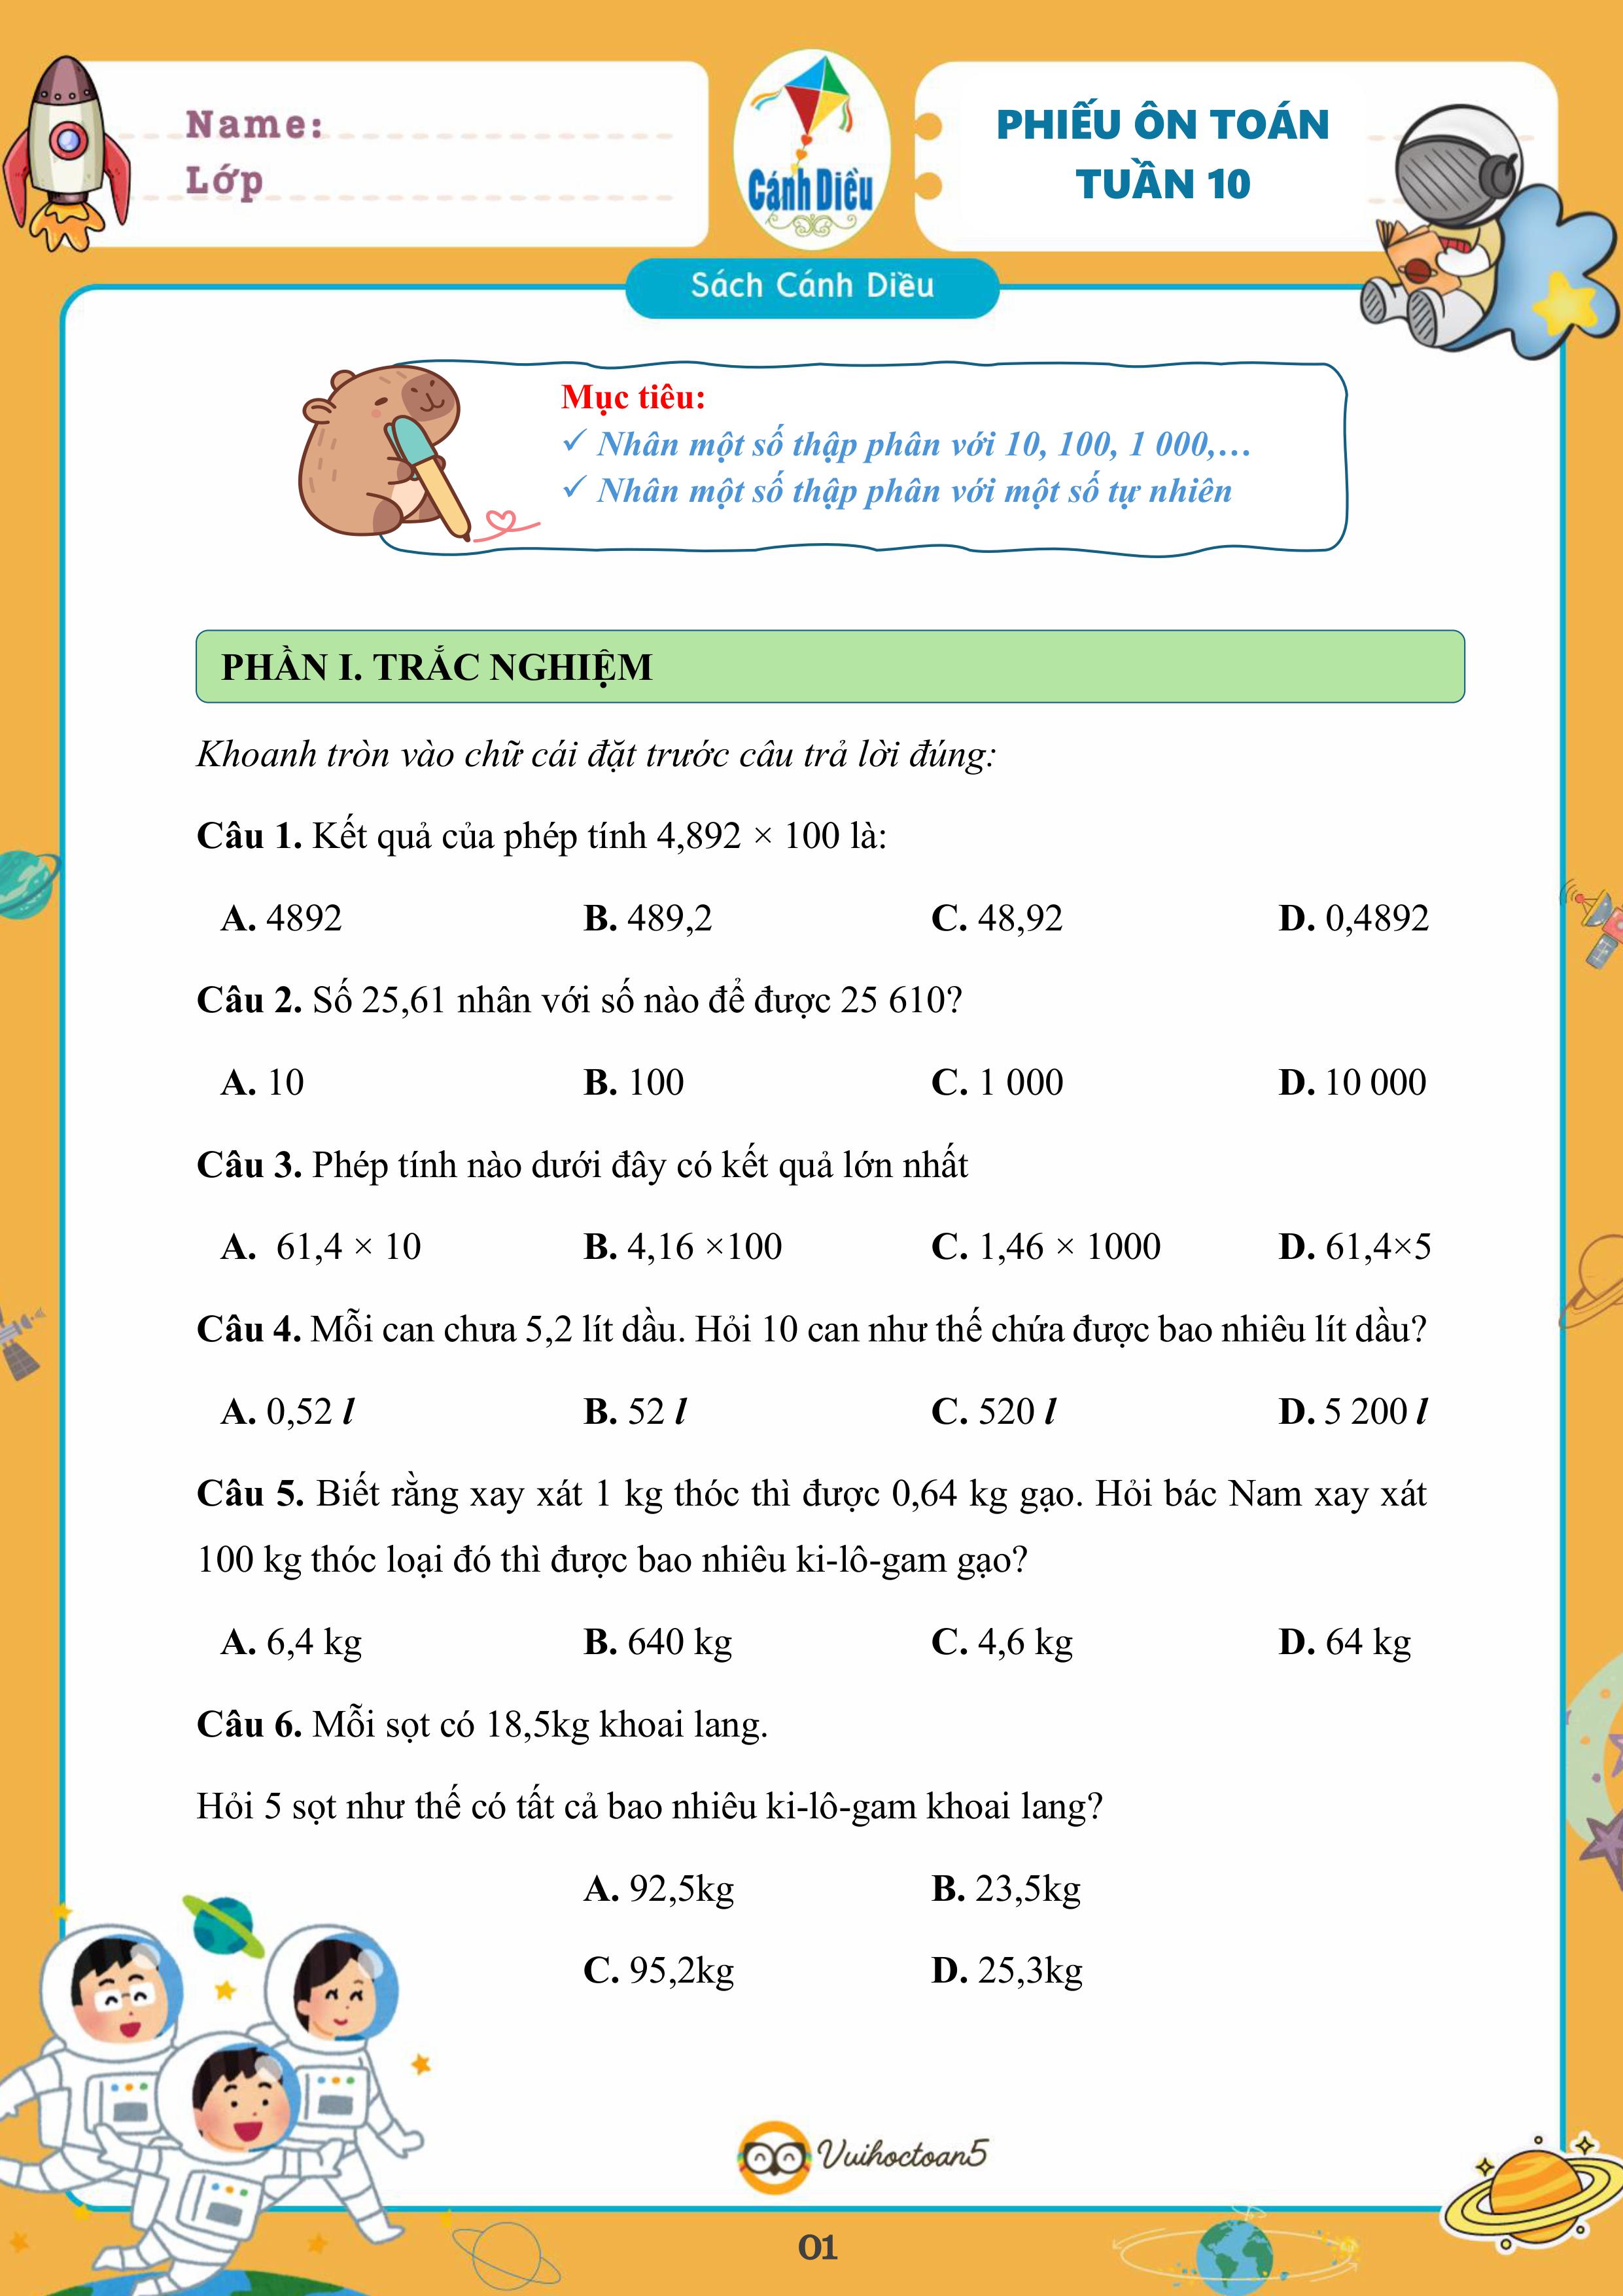 Name:
Lớp
Cánh Diều
PHIẾU ÔN TOÁN
TUẦN 10
Sách Cánh Diều
Mục tiêu:
✓ Nhân một số thập phân với 10, 100, 1 000,…
✓ Nhân một số thập phân với một số tự nhiên
PHẦN I. TRẮC NGHIỆM
Khoanh tròn vào chữ cái đặt trước câu trả lời đúng:
Câu 1. Kết quả của phép tính 4,892 × 100 là:
A. 4892 B. 489,2 C. 48,92 D. 0,4892
Câu 2. Số 25,61 nhân với số nào để được 25 610?
A. 10 B. 100 C. 1 000 D. 10 000
Câu 3. Phép tính nào dưới đây có kết quả lớn nhất
A. 61,4 × 10 B. 4,16 ×100 C. 1,46 × 1000 D. 61,4×5
Câu 4. Mỗi can chưa 5,2 lít dầu. Hỏi 10 can như thế chứa được bao nhiêu lít dầu?
A. 0,52 l B. 52 l C. 520 l D. 5 200 l
Câu 5. Biết rằng xay xát 1 kg thóc thì được 0,64 kg gạo. Hỏi bác Nam xay xát
100 kg thóc loại đó thì được bao nhiêu ki-lô-gam gạo?
A. 6,4 kg B. 640 kg C. 4,6 kg D. 64 kg
Câu 6. Mỗi sọt có 18,5kg khoai lang.
Hỏi 5 sọt như thế có tất cả bao nhiêu ki-lô-gam khoai lang?
A. 92,5kg B. 23,5kg
C. 95,2kg D. 25,3kg
Vuihoctoan5
01